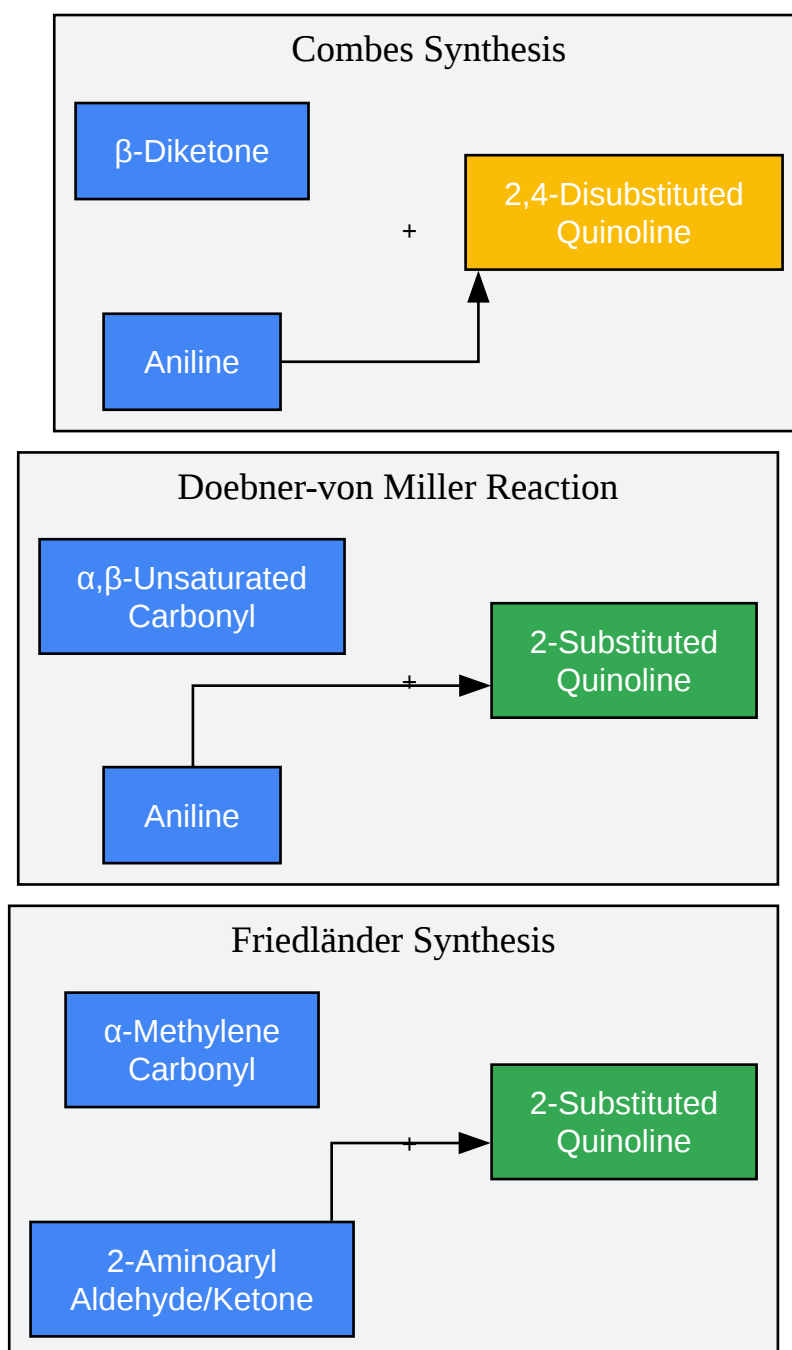 Combes Synthesis
β-Diketone
2,4-Disubstituted
Quinoline
+
Aniline
Doebner-von Miller Reaction
α,β-Unsaturated
Carbonyl
2-Substituted
Quinoline
+
Aniline
Friedländer Synthesis
α-Methylene
Carbonyl
2-Substituted
Quinoline
+
2-Aminoaryl
Aldehyde/Ketone